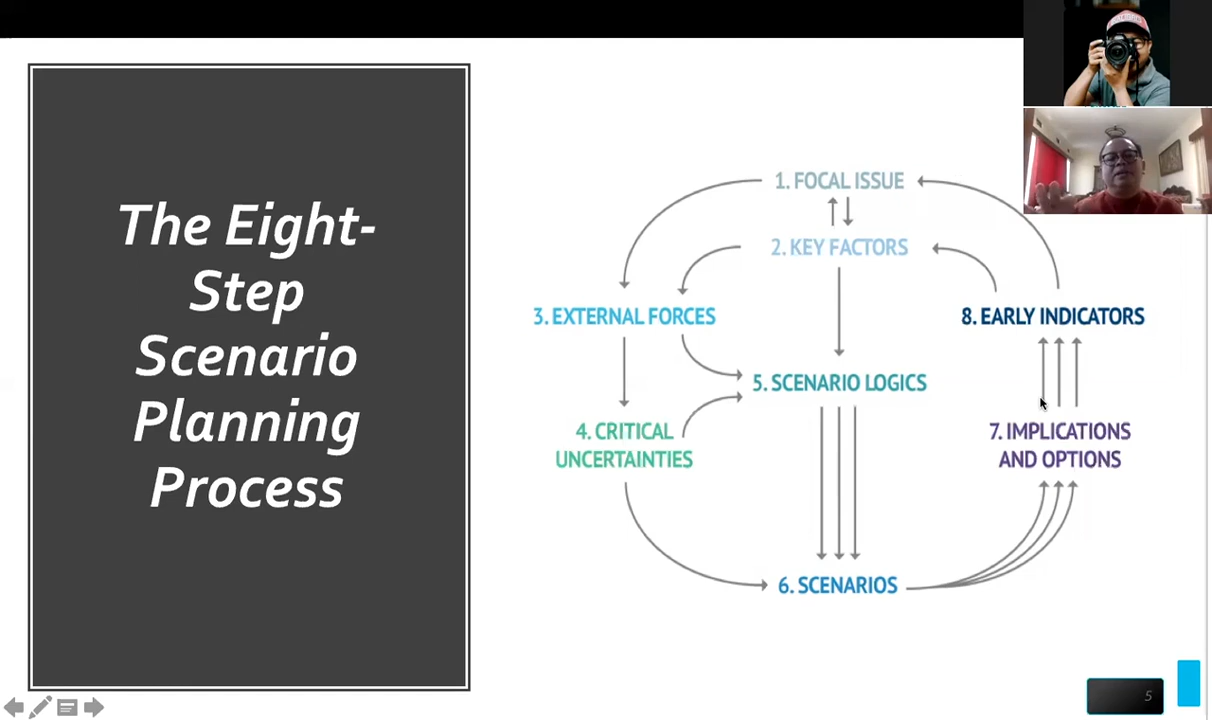 The Eight-
Step
Scenario
Planning
Process
1. FOCAL ISSUE
2. KEY FACTORS
3. EXTERNAL FORCES
8. EARLY INDICATORS
5. SCENARIO LOGICS
4. CRITICAL
UNCERTAINTIES
7. IMPLICATIONS
AND OPTIONS
6. SCENARIOS
5